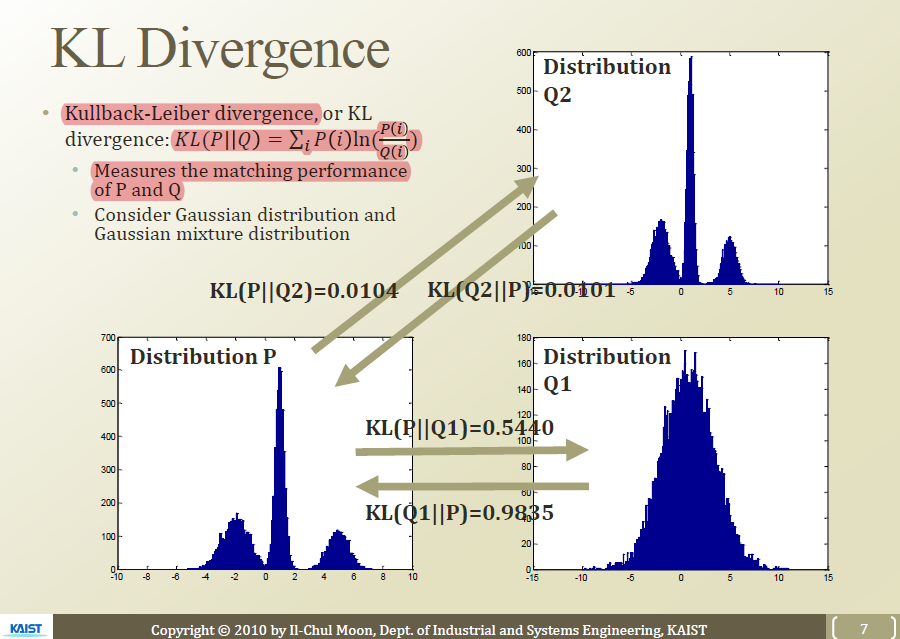 KL Divergence
• Kullback-Leiber divergence, or KL
divergence: KL(P||Q) = ∑ᵢ P(i)ln(P(i)/Q(i))
• Measures the matching performance
of P and Q
• Consider Gaussian distribution and
Gaussian mixture distribution
Distribution
Q2
600
500
400
300
200
100
0
-5
0
5
10
15
KL(P||Q2)=0.0104
KL(Q2||P)=0.0101
Distribution P
700
600
500
400
300
200
100
0
-10 -8 -6 -4 -2 0 2 4 6 8 10
KL(P||Q1)=0.5440
KL(Q1||P)=0.9835
Distribution
Q1
180
160
140
120
100
80
60
40
20
0
-15 -10 -5 0 5 10 15
KAIST
Copyright © 2010 by Il-Chul Moon, Dept. of Industrial and Systems Engineering, KAIST
7